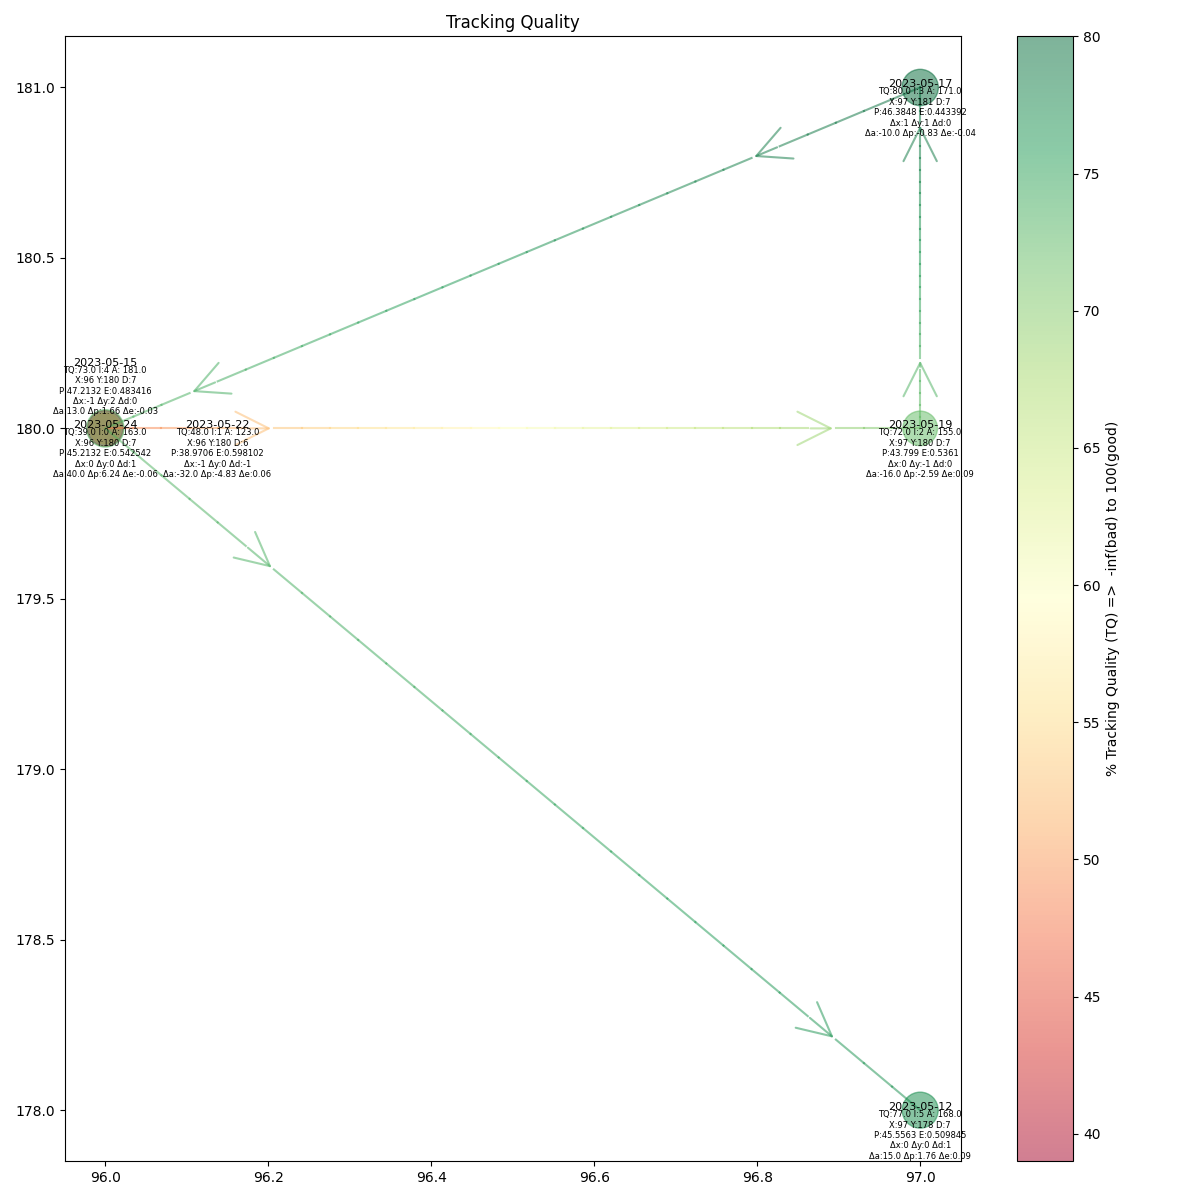 Tracking Quality
181.0
180.5
180.0
179.5
179.0
178.5
178.0
2023-05-17
TQ:80.0 I:3 A: 171.0
X:97 Y:181 D:7
P:46.3848 E:0.443392
Δx:1 Δy:1 Δd:0
Δa:-10.0 Δp:-0.83 Δe:-0.04
2023-05-15
TQ:73.0 I:4 A: 181.0
X:96 Y:180 D:7
P:47.2132 E:0.483416
Δx:-1 Δy:2 Δd:0
Δa:13.0 Δp:1.66 Δe:-0.03
2023-05-24
TQ:39.0 I:0 A: 163.0
X:96 Y:180 D:7
P:45.2132 E:0.542542
Δx:0 Δy:0 Δd:1
Δa:40.0 Δp:6.24 Δe:-0.06
2023-05-22
TQ:48.0 I:1 A: 123.0
X:96 Y:180 D:6
P:38.9706 E:0.598102
Δx:-1 Δy:0 Δd:-1
Δa:-32.0 Δp:-4.83 Δe:0.06
2023-05-19
TQ:72.0 I:2 A: 155.0
X:97 Y:180 D:7
P:43.799 E:0.5361
Δx:0 Δy:-1 Δd:0
Δa:-16.0 Δp:-2.59 Δe:0.09
2023-05-12
TQ:77.0 I:5 A: 168.0
X:97 Y:178 D:7
P:45.5563 E:0.509845
Δx:0 Δy:0 Δd:1
Δa:15.0 Δp:1.76 Δe:0.09
96.0
96.2
96.4
96.6
96.8
97.0
80
75
70
65
60
55
50
45
40
% Tracking Quality (TQ) => -inf(bad) to 100(good)